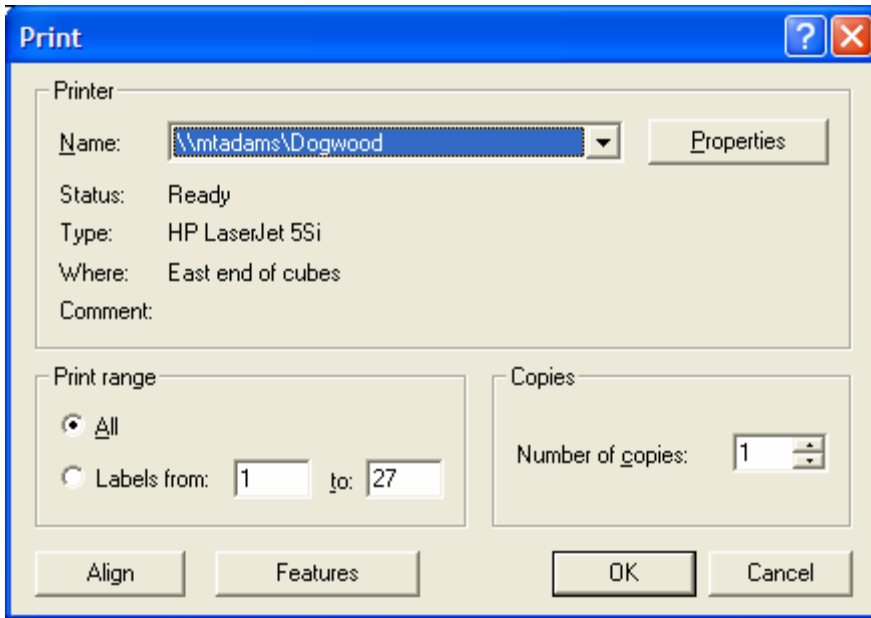 Print
Printer
Name: \\mtadams\Dogwood Properties
Status: Ready
Type: HP LaserJet 5Si
Where: East end of cubes
Comment:
Print range
All
Labels from: 1 to: 27
Copies
Number of copies: 1
Align Features OK Cancel